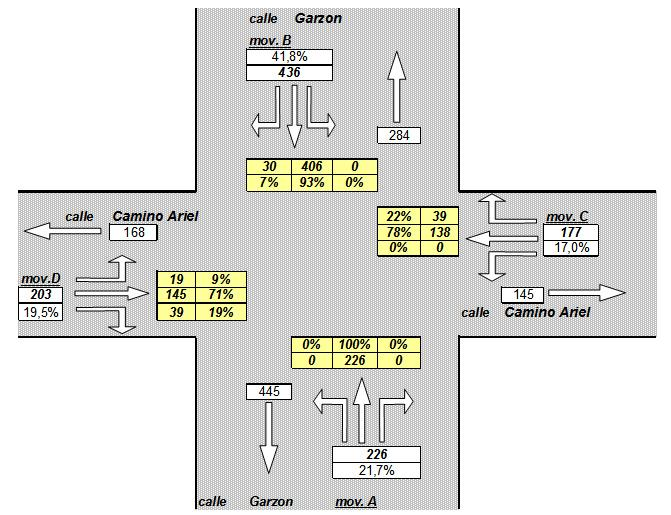 calle Garzon
mov. B
41,8%
436
284
30 406 0
7% 93% 0%
calle Camino Ariel
168
22% 39
78% 138
0% 0
mov. C
177
17,0%
mov.D
203
19,5%
19 9%
145 71%
39 19%
145
calle Camino Ariel
0% 100% 0%
0 226 0
445
226
21,7%
calle Garzon mov. A